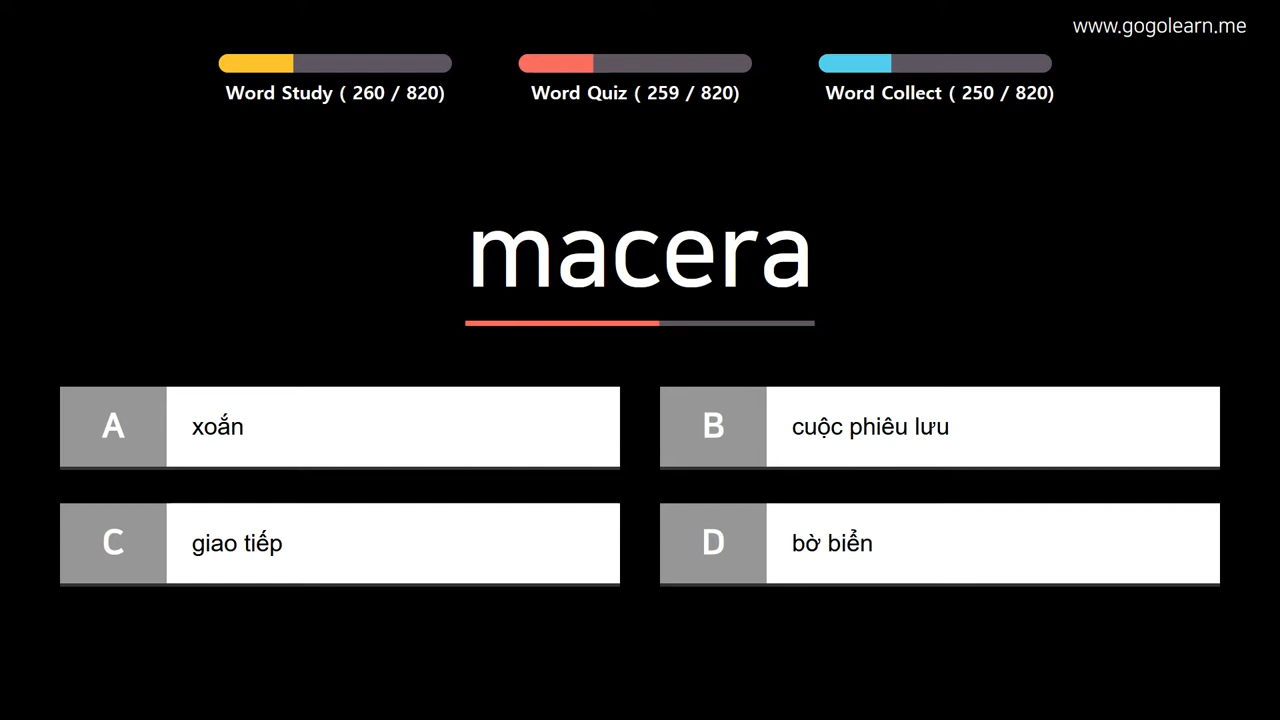 www.gogolearn.me
Word Study ( 260 / 820)
Word Quiz ( 259 / 820)
Word Collect ( 250 / 820)
macera
A xoắn
B cuộc phiêu lưu
C giao tiếp
D bờ biển